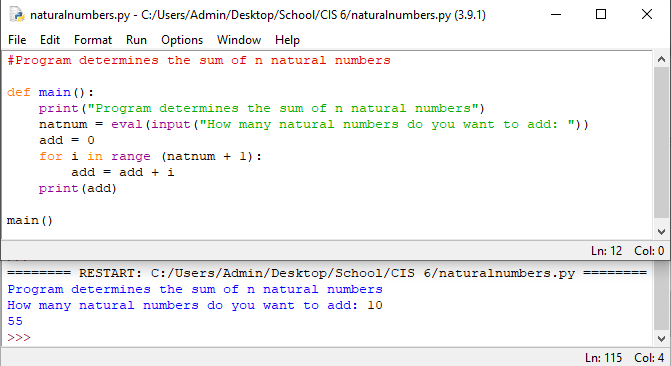 naturalnumbers.py - C:/Users/Admin/Desktop/School/CIS 6/naturalnumbers.py (3.9.1)
File Edit Format Run Options Window Help
#Program determines the sum of n natural numbers

def main():
    print("Program determines the sum of n natural numbers")
    natnum = eval(input("How many natural numbers do you want to add: "))
    add = 0
    for i in range (natnum + 1):
        add = add + i
    print(add)

main()
Ln: 12 Col: 0
======== RESTART: C:/Users/Admin/Desktop/School/CIS 6/naturalnumbers.py ========
Program determines the sum of n natural numbers
How many natural numbers do you want to add: 10
55
>>>
Ln: 115 Col: 4